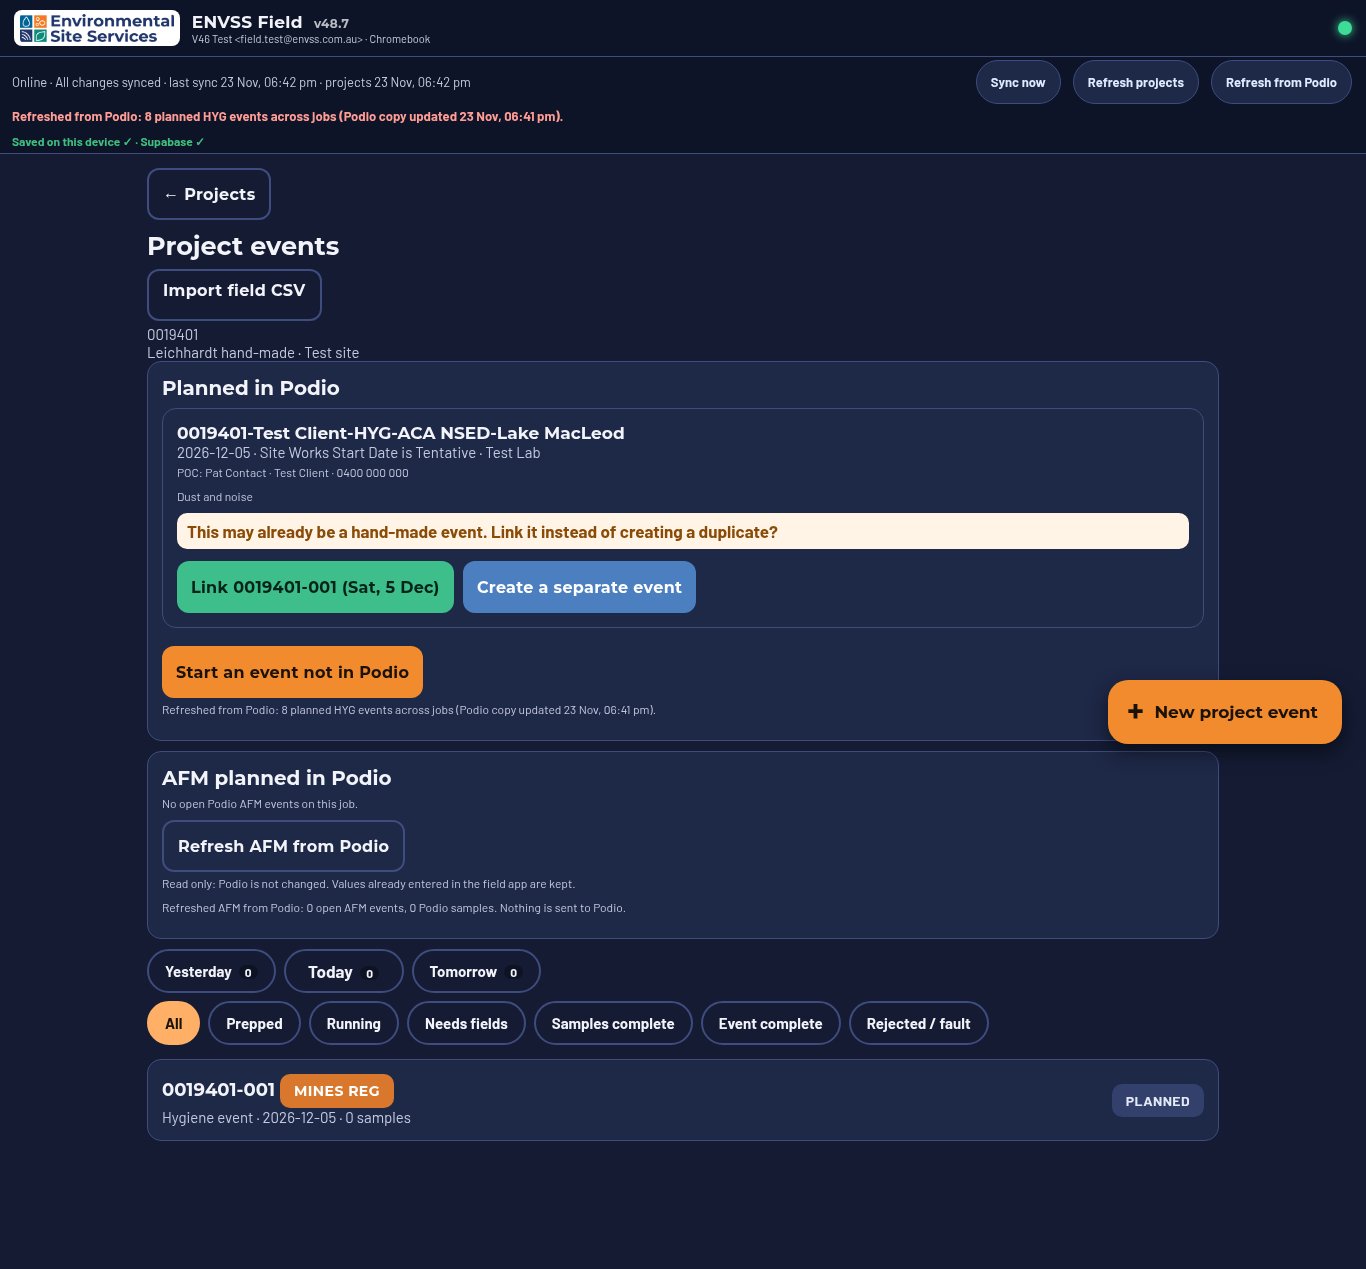 Environmental
Site Services
ENVSS Field v48.7
V46 Test <field.test@envss.com.au> · Chromebook
Online · All changes synced · last sync 23 Nov, 06:42 pm · projects 23 Nov, 06:42 pm
Sync now
Refresh projects
Refresh from Podio
Refreshed from Podio: 8 planned HYG events across jobs (Podio copy updated 23 Nov, 06:41 pm).
Saved on this device ✓ · Supabase ✓
← Projects
Project events
Import field CSV
0019401
Leichhardt hand-made · Test site
Planned in Podio
0019401-Test Client-HYG-ACA NSED-Lake MacLeod
2026-12-05 · Site Works Start Date is Tentative · Test Lab
POC: Pat Contact · Test Client · 0400 000 000
Dust and noise
This may already be a hand-made event. Link it instead of creating a duplicate?
Link 0019401-001 (Sat, 5 Dec)
Create a separate event
Start an event not in Podio
Refreshed from Podio: 8 planned HYG events across jobs (Podio copy updated 23 Nov, 06:41 pm).
+ New project event
AFM planned in Podio
No open Podio AFM events on this job.
Refresh AFM from Podio
Read only: Podio is not changed. Values already entered in the field app are kept.
Refreshed AFM from Podio: 0 open AFM events, 0 Podio samples. Nothing is sent to Podio.
Yesterday 0
Today 0
Tomorrow 0
All
Prepped
Running
Needs fields
Samples complete
Event complete
Rejected / fault
0019401-001 MINES REG
Hygiene event · 2026-12-05 · 0 samples
PLANNED